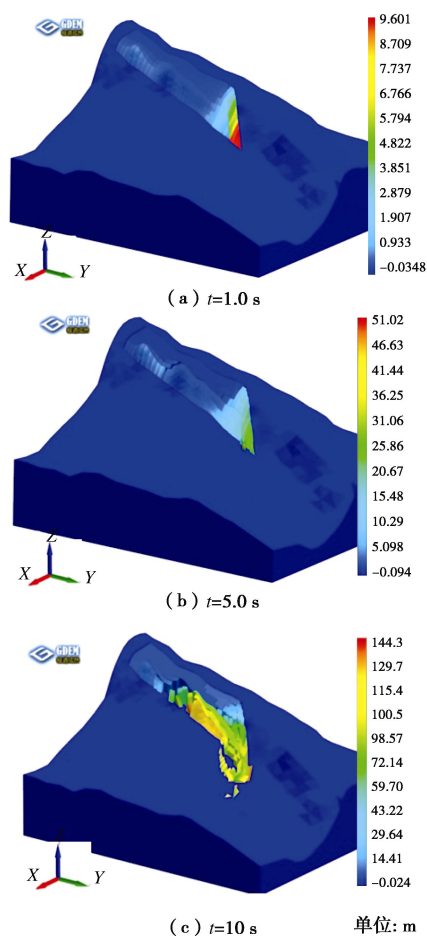 GDEM
9.601
8.709
7.737
6.766
5.794
4.822
3.851
2.879
1.907
0.933
−0.0348
Z
X
Y
(a) t=1.0 s
GDEM
51.02
46.63
41.44
36.25
31.06
25.86
20.67
15.48
10.29
5.098
−0.094
Z
X
Y
(b) t=5.0 s
GDEM
144.3
129.7
115.4
100.5
98.57
72.14
59.70
43.22
29.64
14.41
−0.024
X
Y
(c) t=10 s
单位: m